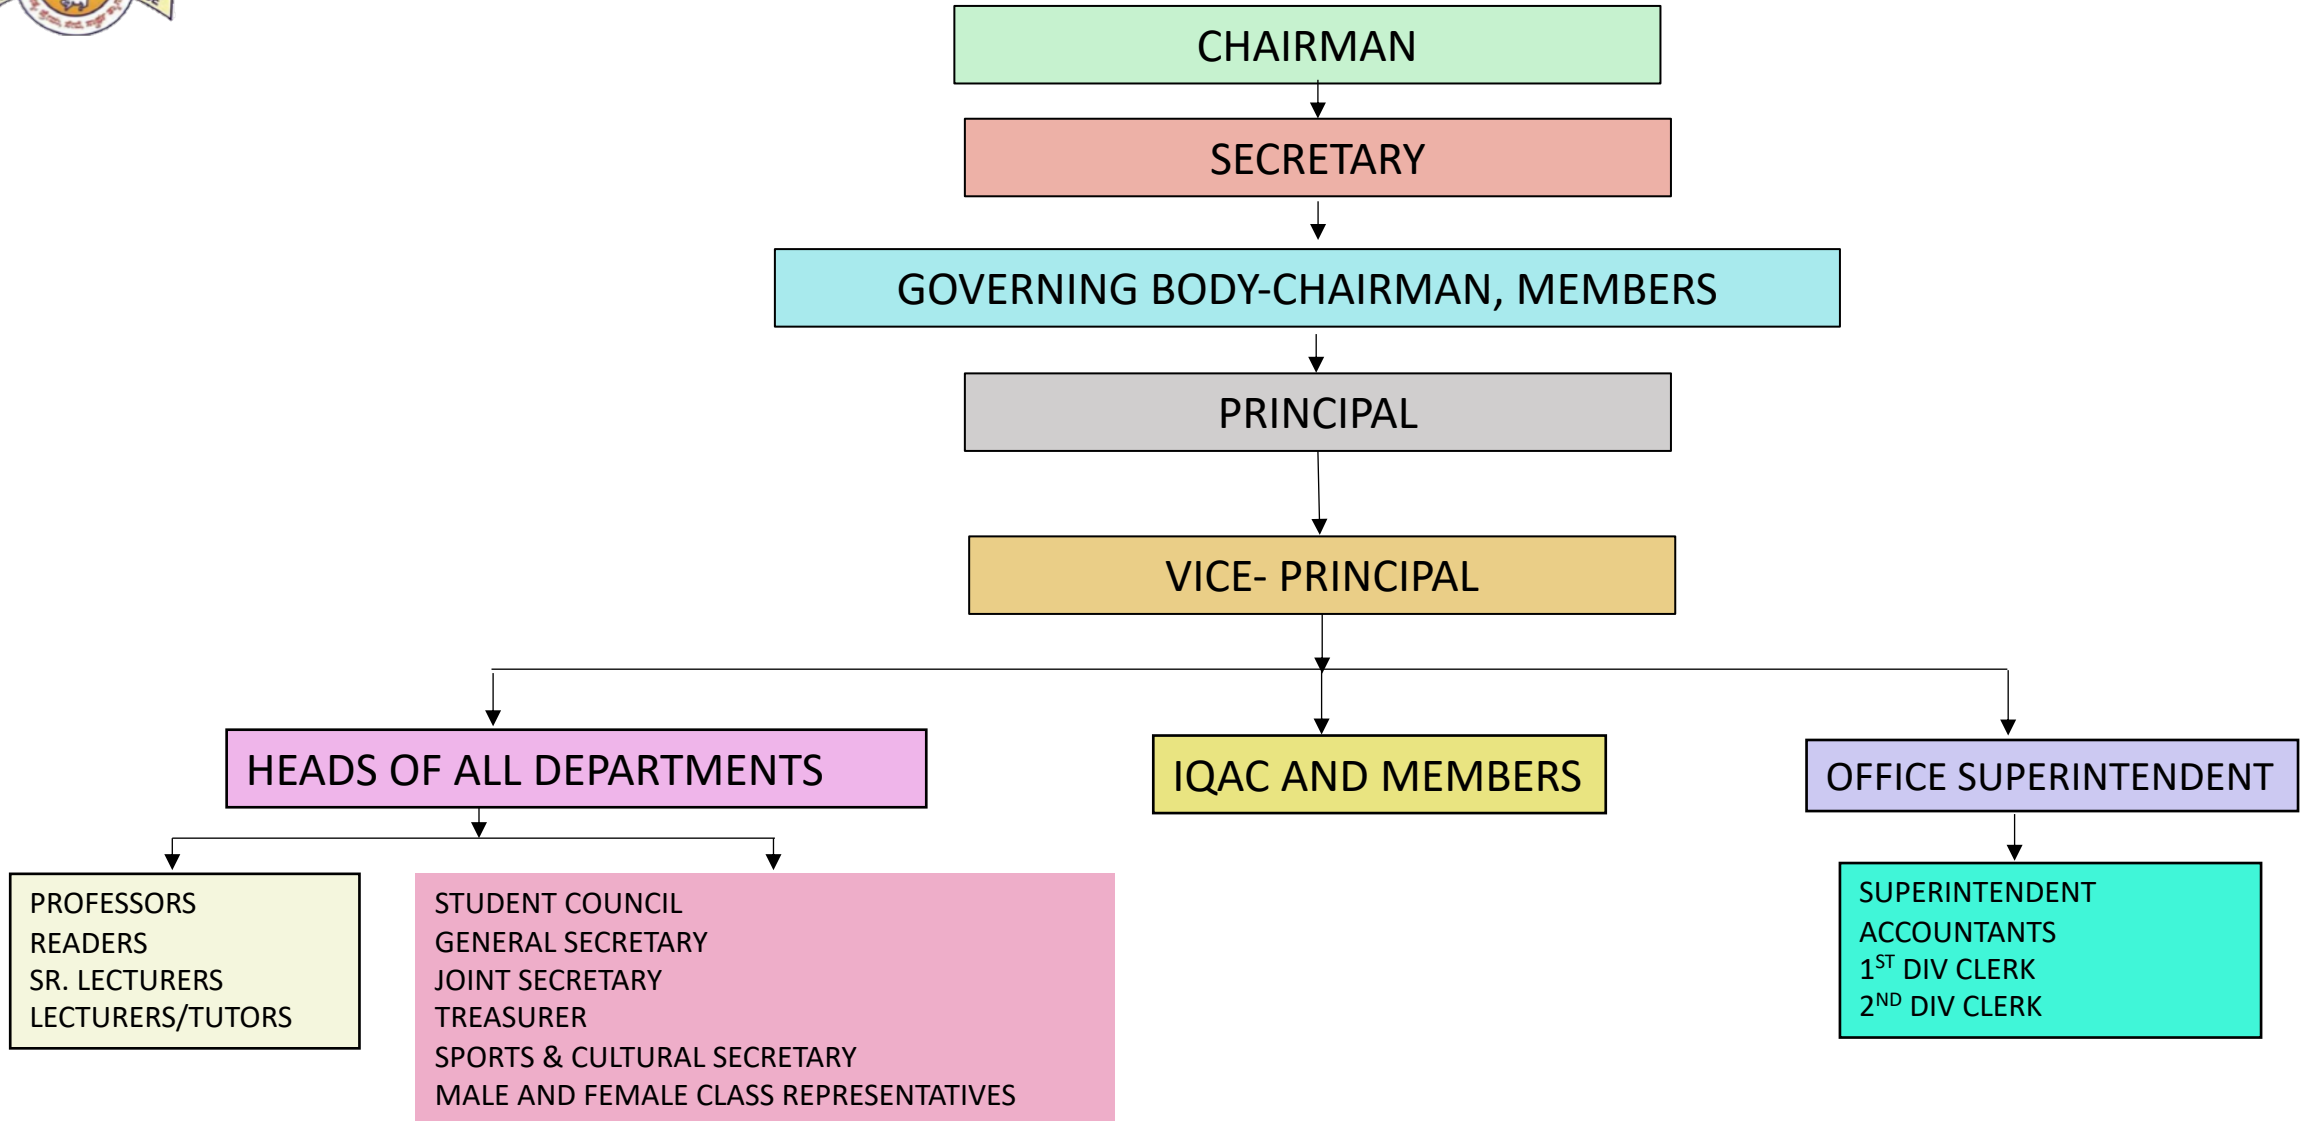 CHAIRMAN
SECRETARY
GOVERNING BODY-CHAIRMAN, MEMBERS
PRINCIPAL
VICE- PRINCIPAL
HEADS OF ALL DEPARTMENTS
IQAC AND MEMBERS
OFFICE SUPERINTENDENT
PROFESSORS
READERS
SR. LECTURERS
LECTURERS/TUTORS
STUDENT COUNCIL
GENERAL SECRETARY
JOINT SECRETARY
TREASURER
SPORTS & CULTURAL SECRETARY
MALE AND FEMALE CLASS REPRESENTATIVES
SUPERINTENDENT
ACCOUNTANTS
1ST DIV CLERK
2ND DIV CLERK